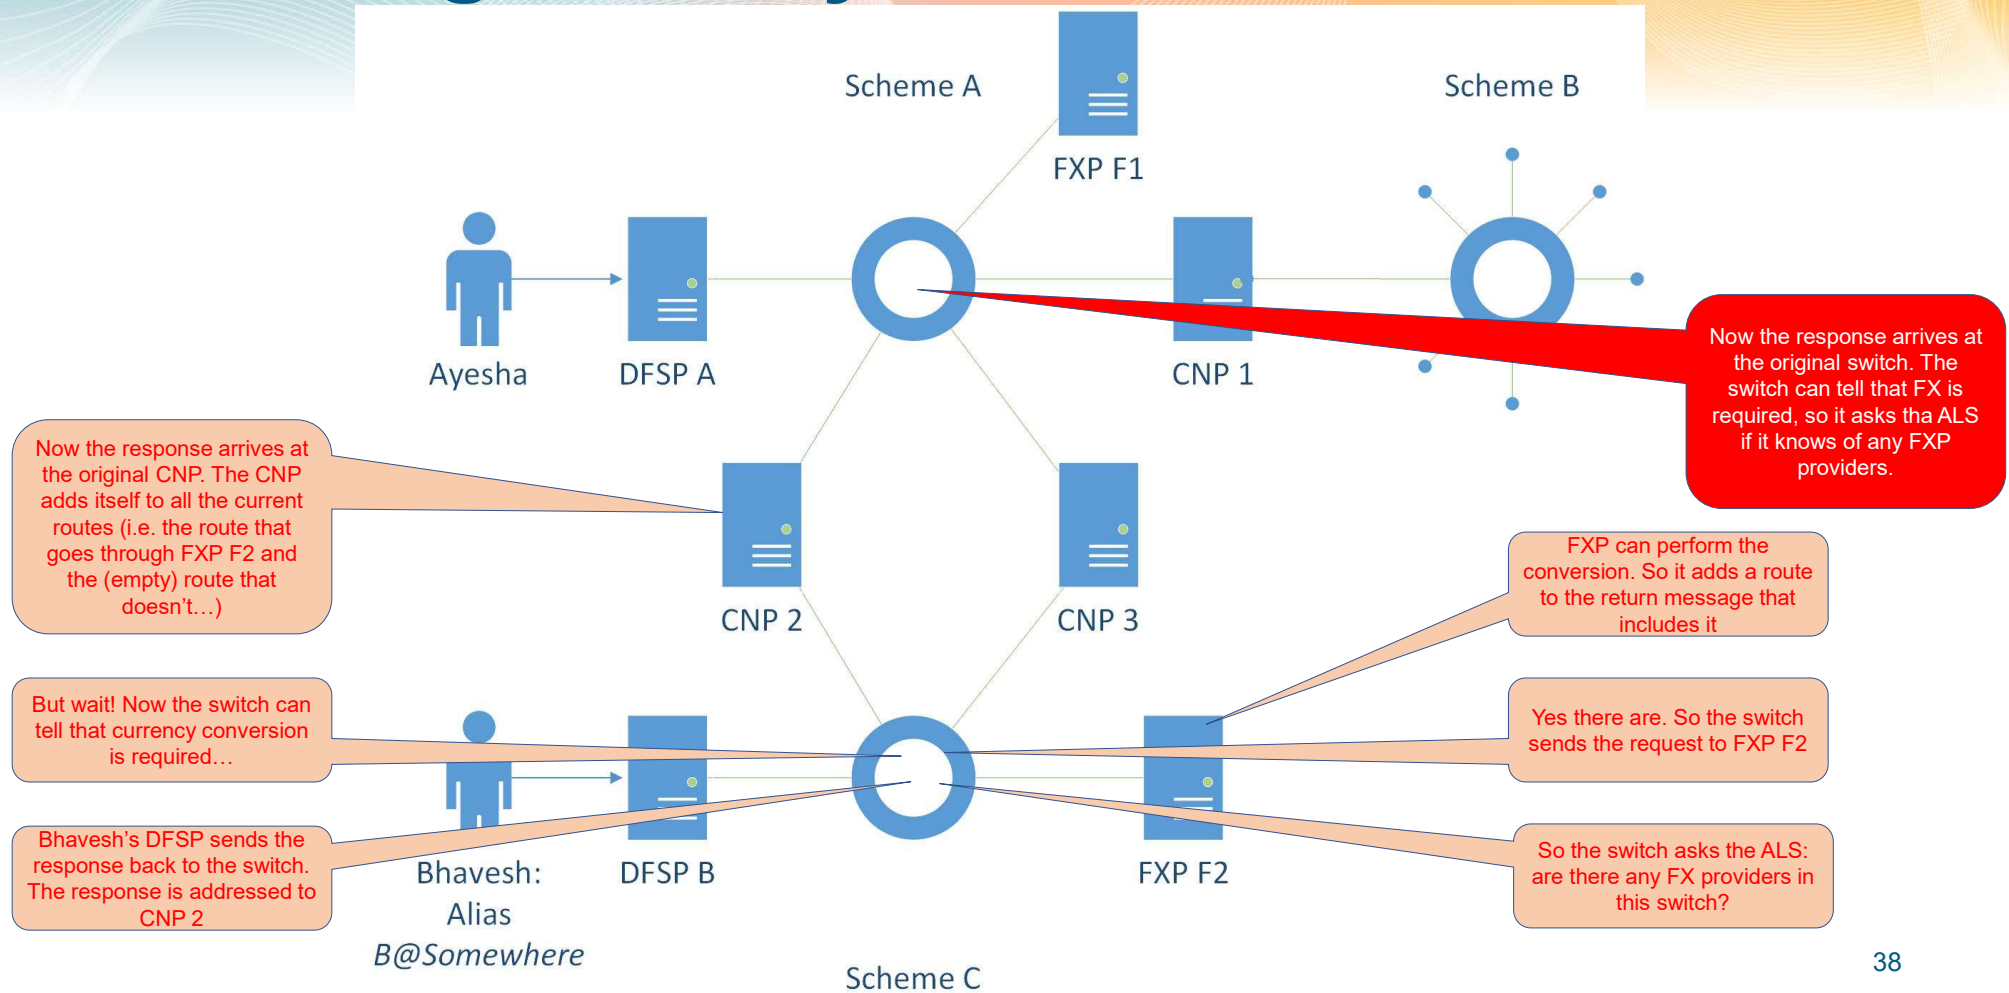 Scheme A
Scheme B
FXP F1
Ayesha
DFSP A
CNP 1
Now the response arrives at
the original switch. The
switch can tell that FX is
required, so it asks tha ALS
if it knows of any FXP
providers.
Now the response arrives at
the original CNP. The CNP
adds itself to all the current
routes (i.e. the route that
goes through FXP F2 and
the (empty) route that
doesn't…)
CNP 2
CNP 3
FXP can perform the
conversion. So it adds a route
to the return message that
includes it
But wait! Now the switch can
tell that currency conversion
is required…
Yes there are. So the switch
sends the request to FXP F2
Bhavesh's DFSP sends the
response back to the switch.
The response is addressed to
CNP 2
Bhavesh:
Alias
B@Somewhere
DFSP B
FXP F2
So the switch asks the ALS:
are there any FX providers in
this switch?
Scheme C
38